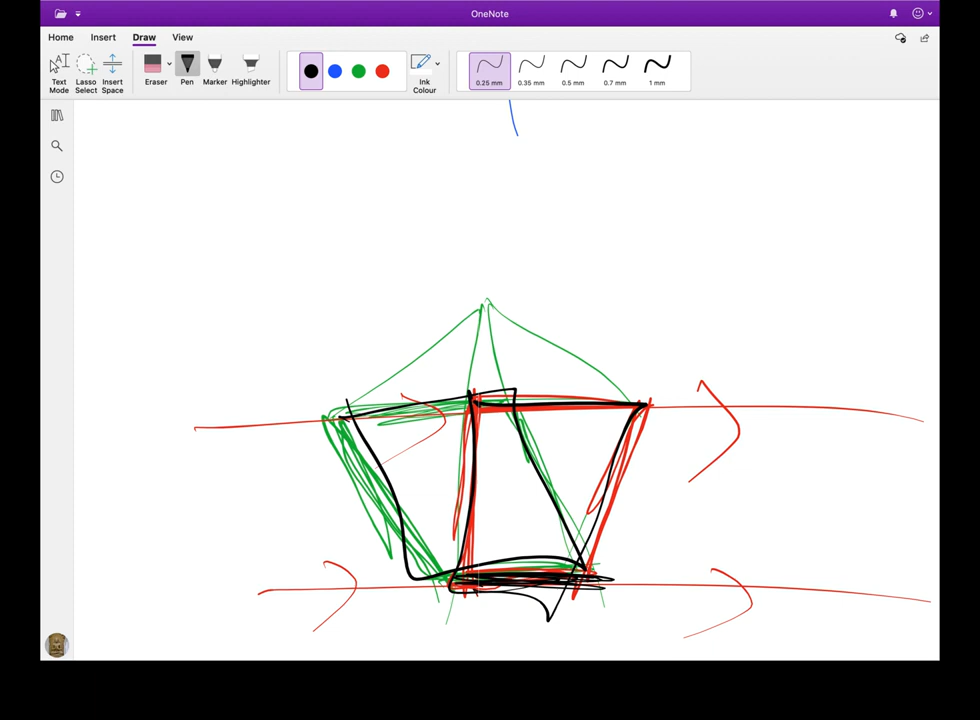 OneNote
Home Insert Draw View
Text Mode
Lasso Select
Insert Space
Eraser
Pen
Marker
Highlighter
Ink Colour
0.25 mm
0.35 mm
0.5 mm
0.7 mm
1 mm